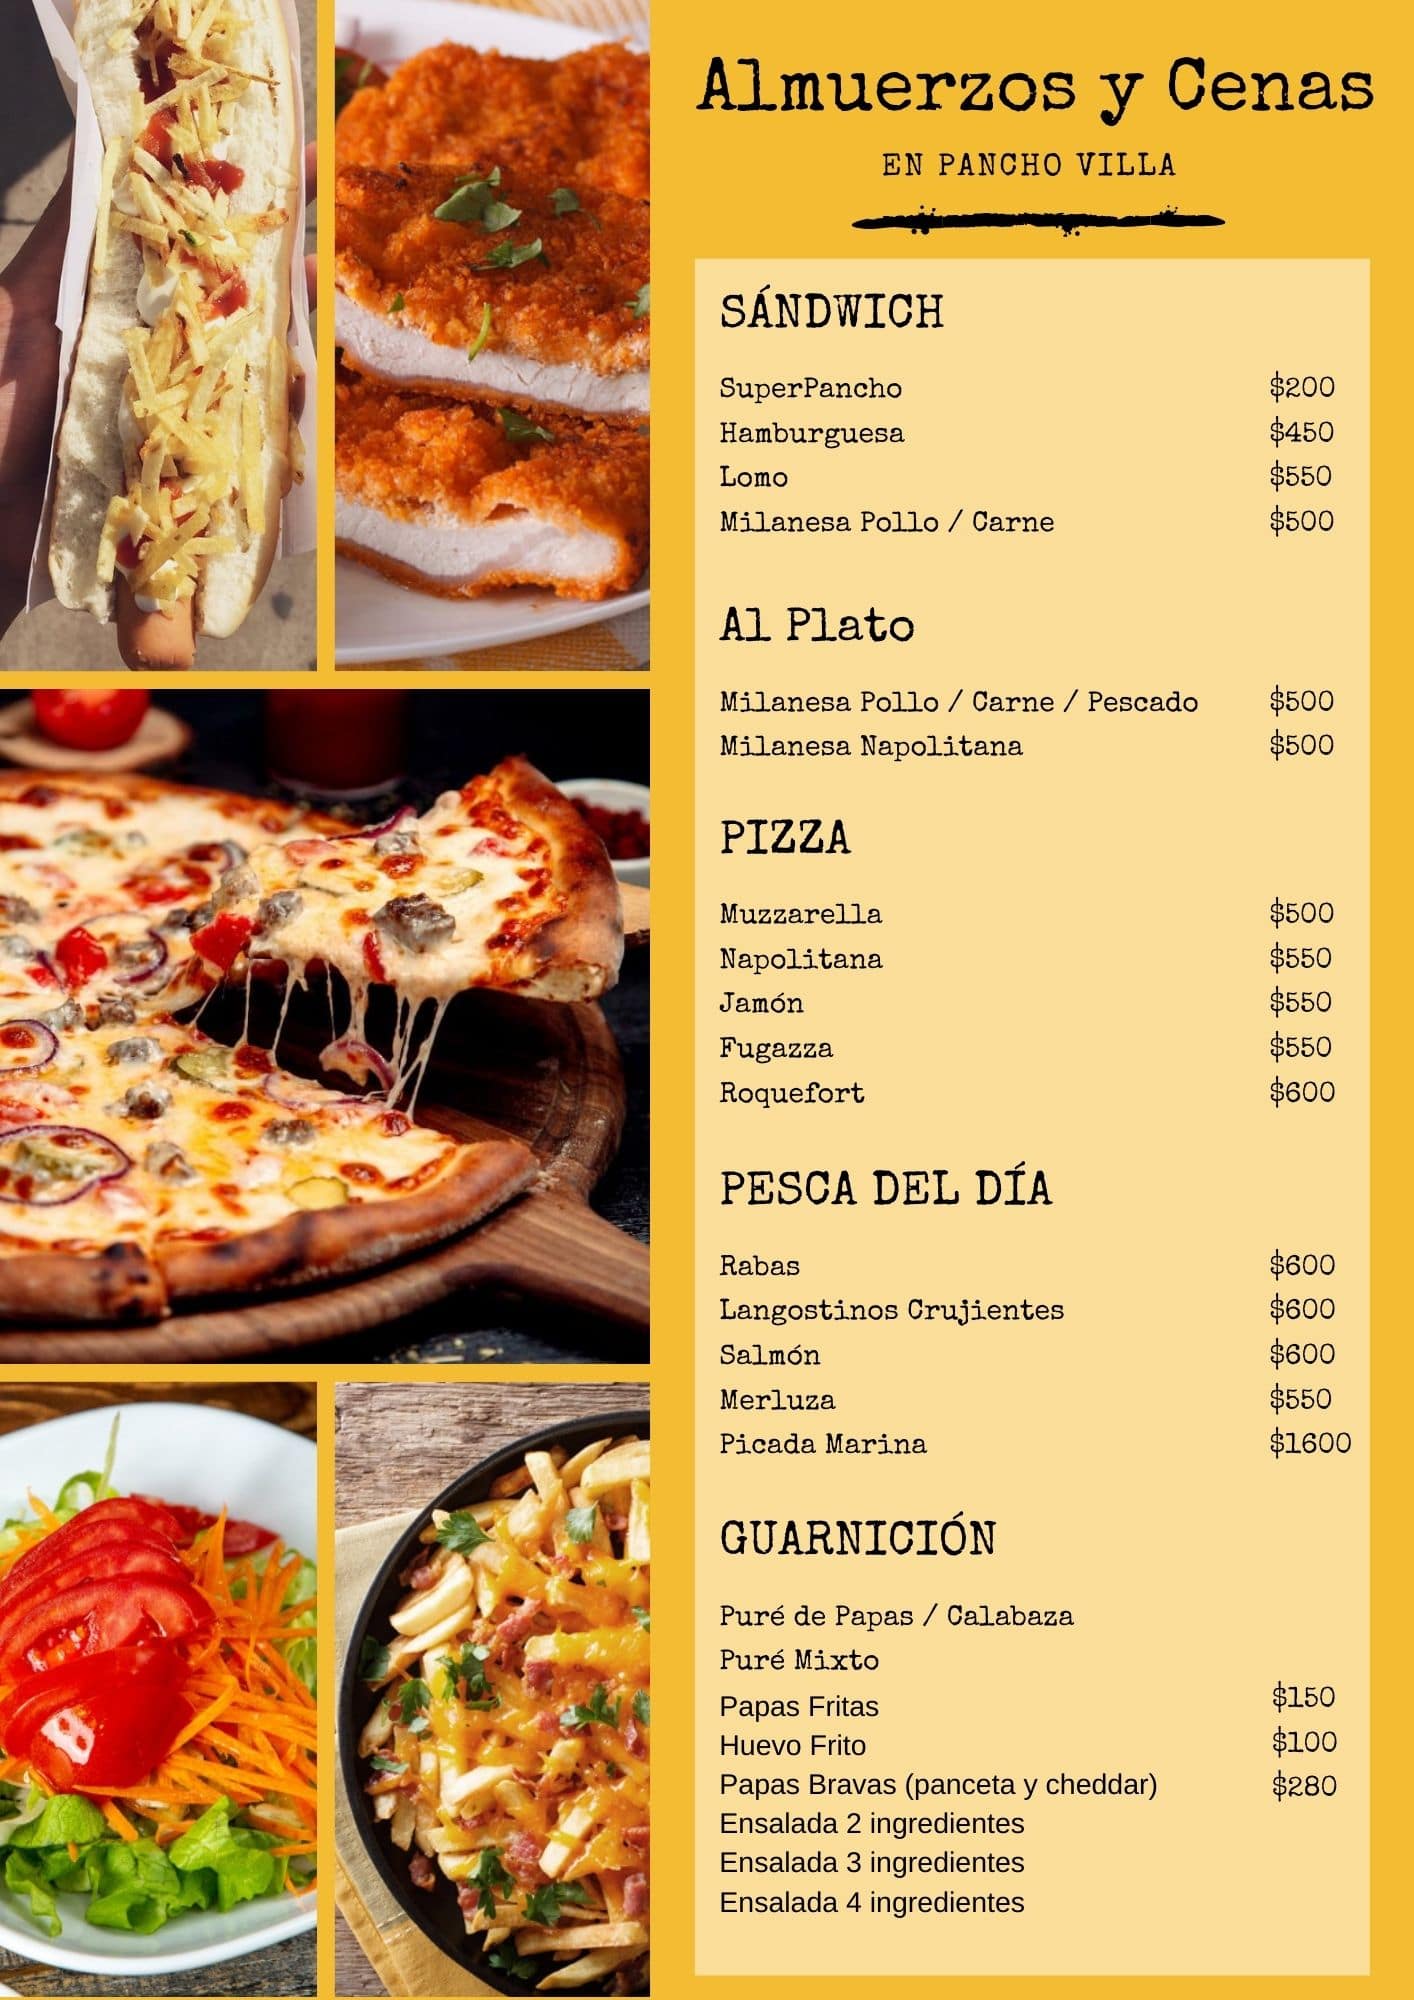 Almuerzos y Cenas
EN PANCHO VILLA
SÁNDWICH
SuperPancho $200
Hamburguesa $450
Lomo $550
Milanesa Pollo / Carne $500
Al Plato
Milanesa Pollo / Carne / Pescado $500
Milanesa Napolitana $500
PIZZA
Muzzarella $500
Napolitana $550
Jamón $550
Fugazza $550
Roquefort $600
PESCA DEL DÍA
Rabas $600
Langostinos Crujientes $600
Salmón $600
Merluza $550
Picada Marina $1600
GUARNICIÓN
Puré de Papas / Calabaza
Puré Mixto
Papas Fritas $150
Huevo Frito $100
Papas Bravas (panceta y cheddar) $280
Ensalada 2 ingredientes
Ensalada 3 ingredientes
Ensalada 4 ingredientes